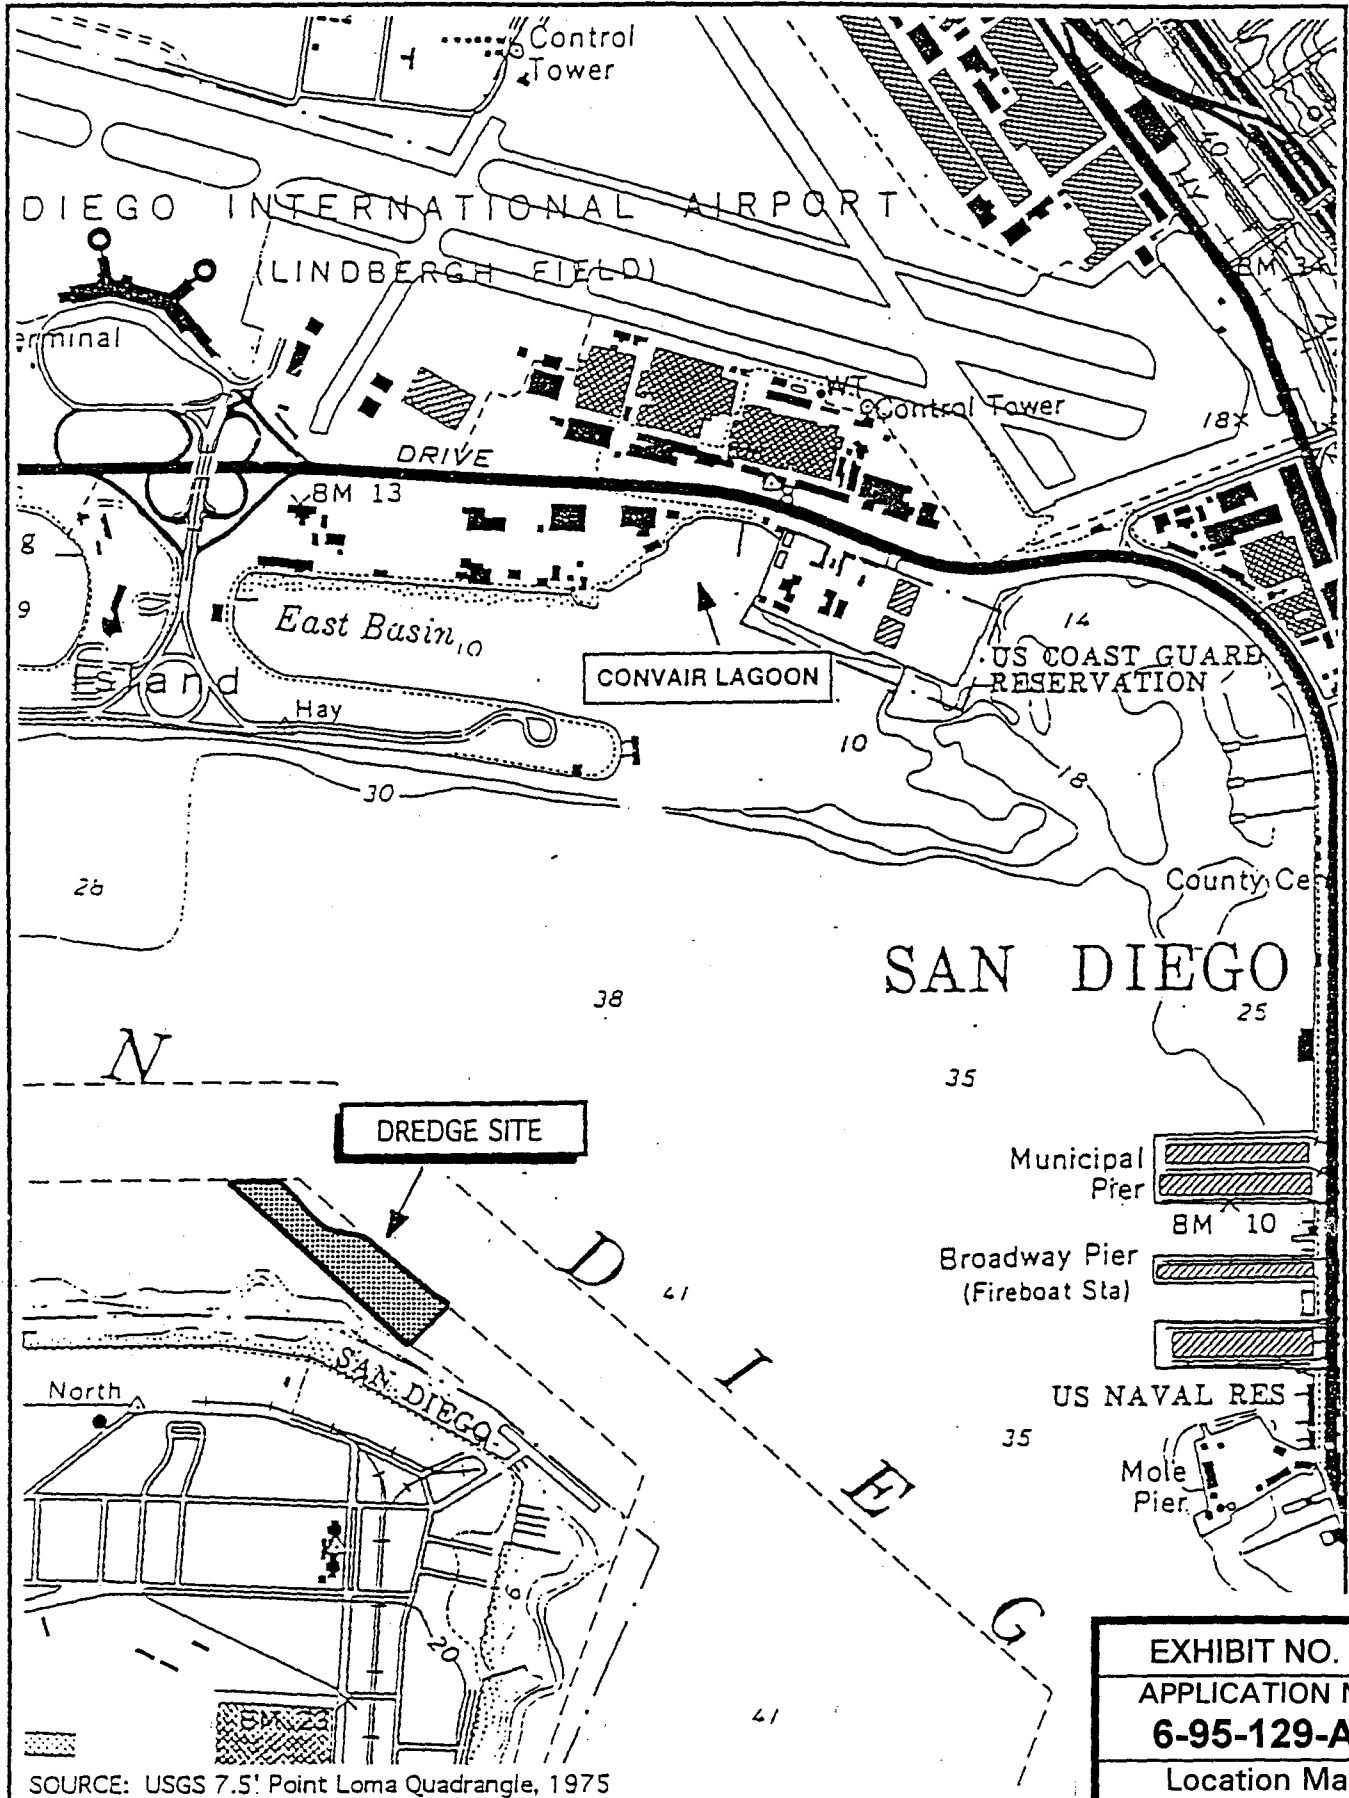 Control
Tower
DIEGO INTERNATIONAL AIRPORT
(LINDBERGH FIELD)
BM 34
erminal
WT
Control Tower
18x
DRIVE
BM 13
g
9
East Basin
10
14
CONVAIR LAGOON
US COAST GUARD
RESERVATION
Island
Hay
10
18
30
26
County Ce
SAN DIEGO
38
25
N
35
DREDGE SITE
Municipal
Pier
BM 10
D
Broadway Pier
(Fireboat Sta)
41
I
SAN DIEGO
North
US NAVAL RES
35
E
Mole
Pier
6
G
20
EXHIBIT NO.
APPLICATION N
6-95-129-A
Location Ma
41
BM 23
SOURCE: USGS 7.5' Point Loma Quadrangle, 1975